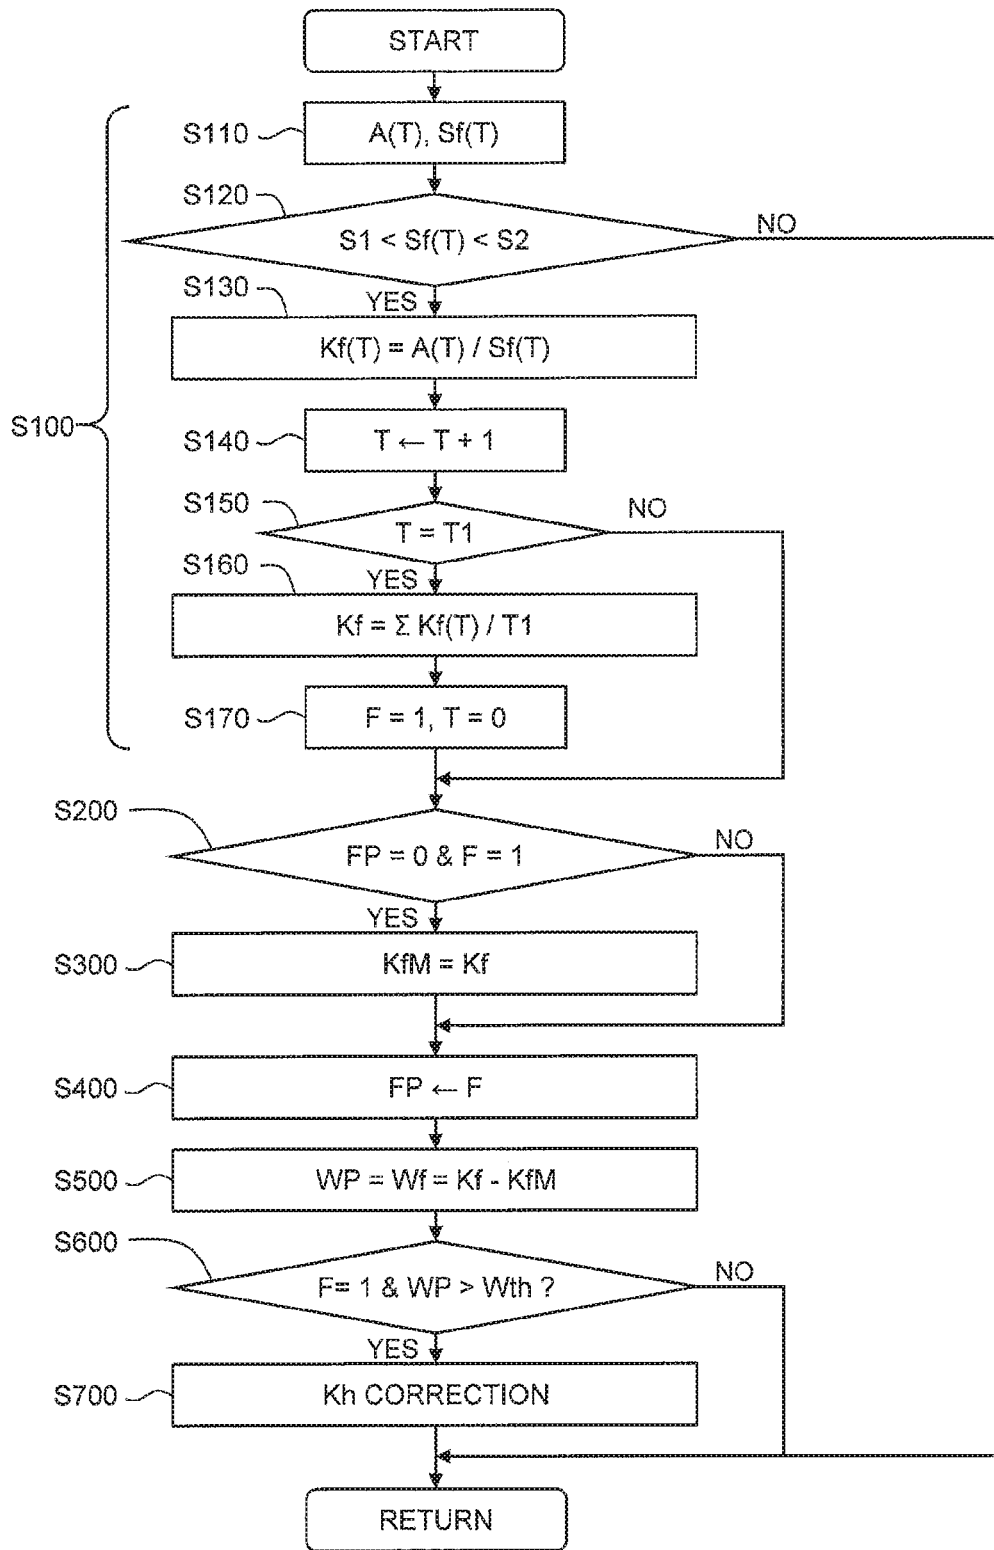 START
S110
A(T), Sf(T)
S120
S1 < Sf(T) < S2
NO
YES
S130
Kf(T) = A(T) / Sf(T)
S100
S140
T ← T + 1
S150
T = T1
NO
YES
S160
Kf = Σ Kf(T) / T1
S170
F = 1, T = 0
S200
FP = 0 & F = 1
NO
YES
S300
KfM = Kf
S400
FP ← F
S500
WP = Wf = Kf - KfM
S600
F= 1 & WP > Wth ?
NO
YES
S700
Kh CORRECTION
RETURN